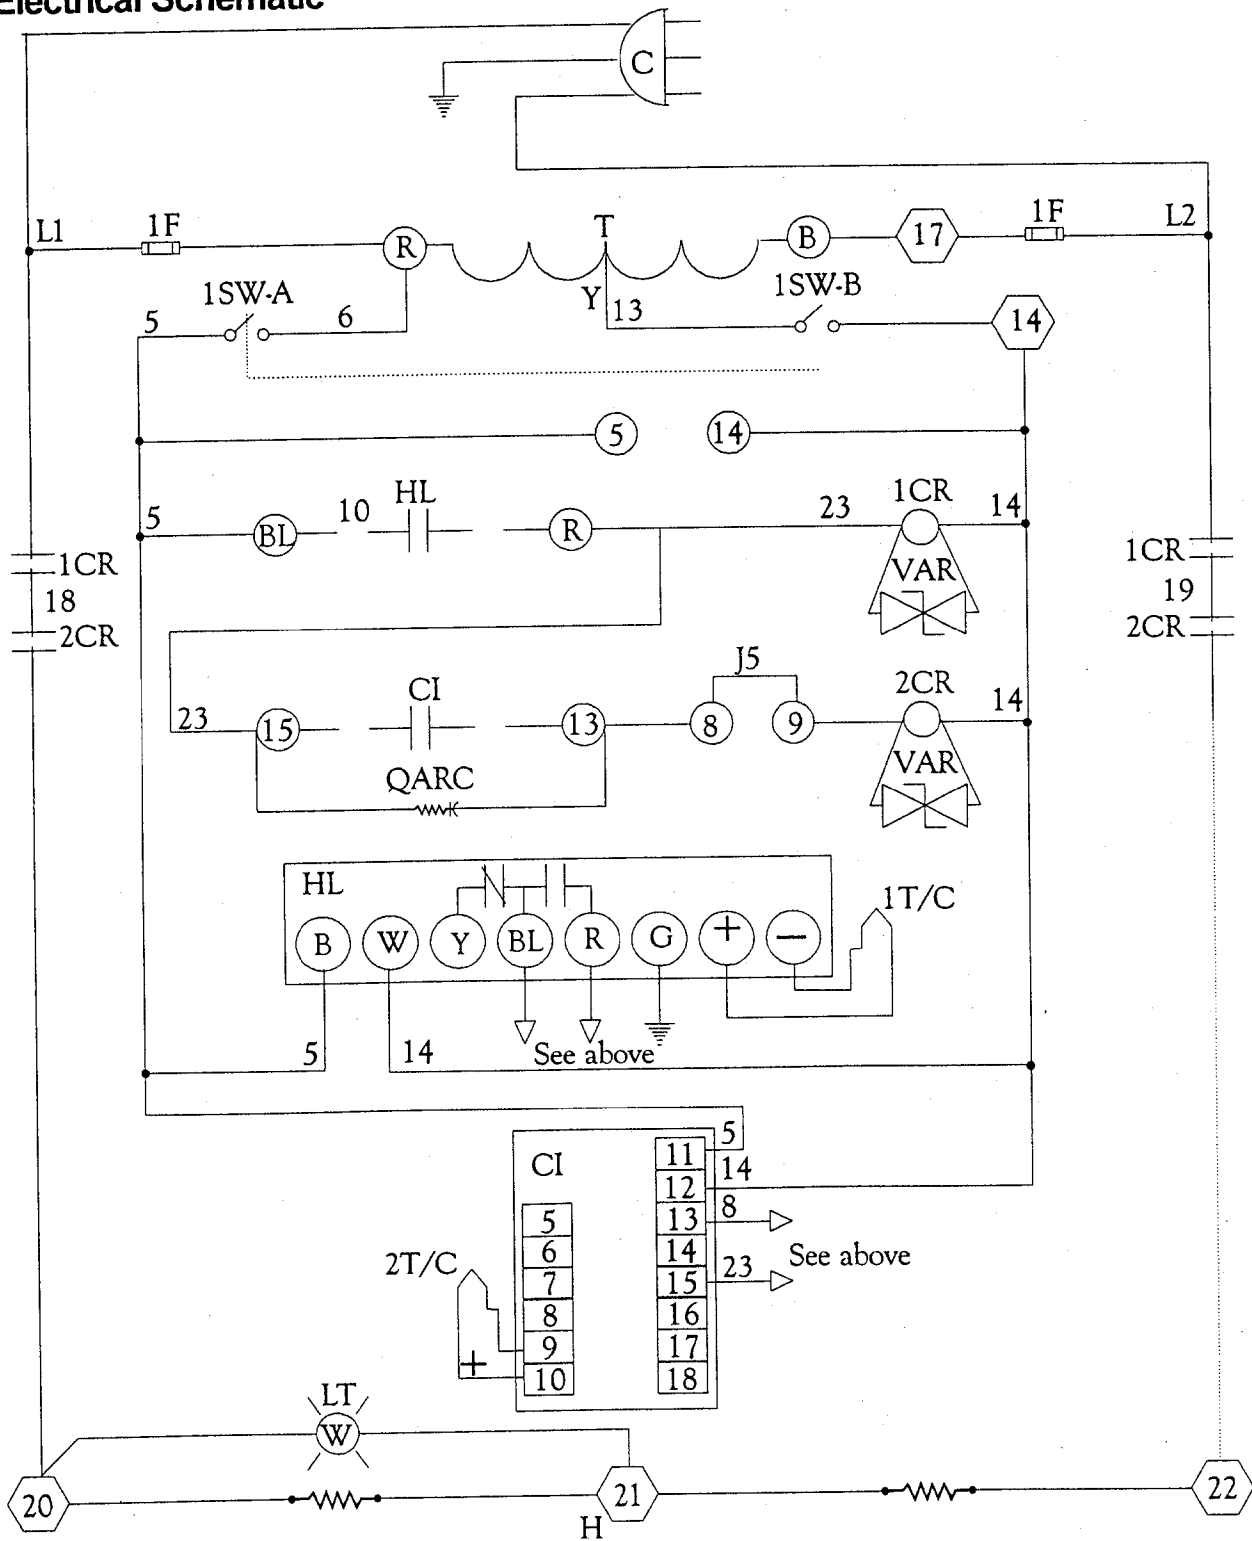 Electrical Schematic
C
L1
1F
R
T
B
17
1F
L2
1SW-A
Y
1SW-B
5
6
13
14
5
14
5
BL
10
HL
R
23
1CR
14
1CR
18
2CR
VAR
1CR
19
2CR
J5
23
15
CI
13
8
9
2CR
14
QARC
VAR
HL
B
W
Y
BL
R
G
+
−
1T/C
5
14
See above
CI
11
5
12
14
13
8
14
15
23
16
17
18
See above
5
6
7
8
9
10
2T/C
+
LT
W
20
21
H
22